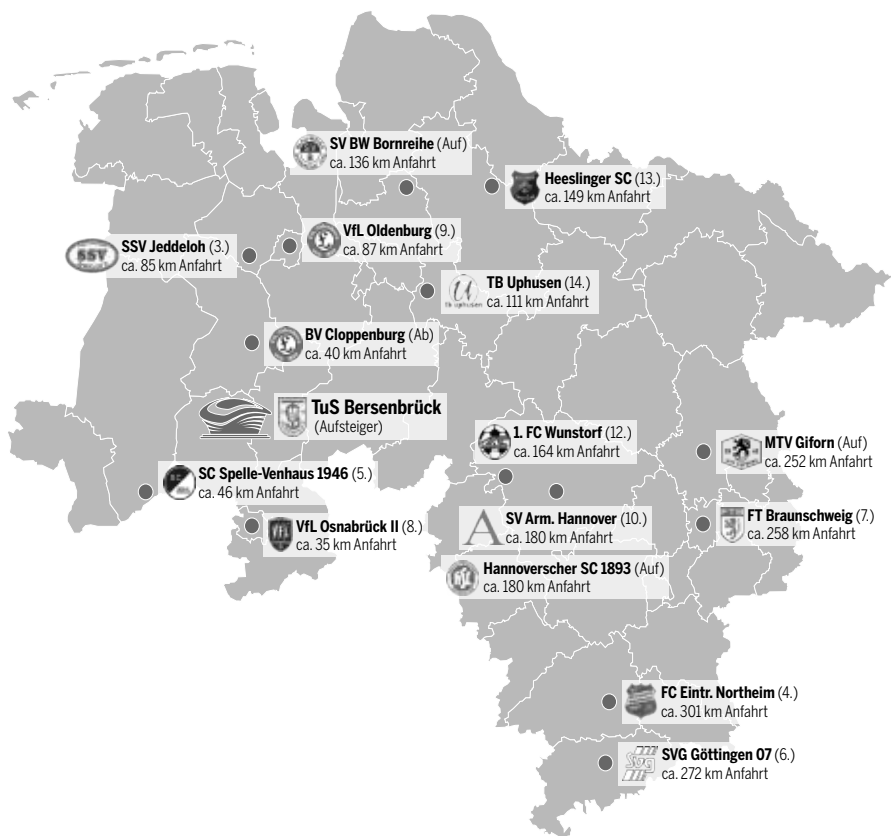 SV BW Bornreihe (Auf)
ca. 136 km Anfahrt
Heeslinger SC (13.)
ca. 149 km Anfahrt
VfL Oldenburg (9.)
ca. 87 km Anfahrt
SSV
SSV Jeddeloh (3.)
ca. 85 km Anfahrt
TB uphusen
TB Uphusen (14.)
ca. 111 km Anfahrt
BV Cloppenburg (Ab)
ca. 40 km Anfahrt
TuS Bersenbrück
(Aufsteiger)
1. FC Wunstorf (12.)
ca. 164 km Anfahrt
MTV Giforn (Auf)
ca. 252 km Anfahrt
SC Spelle-Venhaus 1946 (5.)
ca. 46 km Anfahrt
A
SV Arm. Hannover (10.)
ca. 180 km Anfahrt
FT Braunschweig (7.)
ca. 258 km Anfahrt
VfL
VfL Osnabrück II (8.)
ca. 35 km Anfahrt
Hannoverscher SC 1893 (Auf)
ca. 180 km Anfahrt
FC Eintr. Northeim (4.)
ca. 301 km Anfahrt
SVG
SVG Göttingen 07 (6.)
ca. 272 km Anfahrt